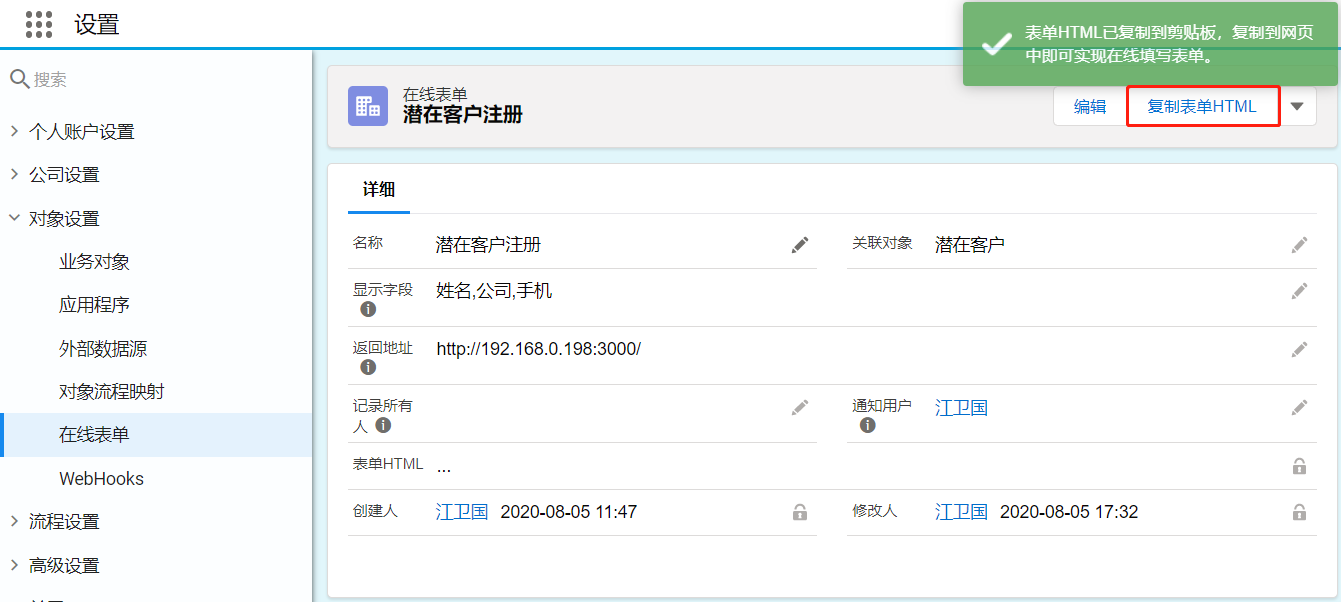 设置
表单HTML已复制到剪贴板，复制到网页
中即可实现在线填写表单。
搜索
个人账户设置
公司设置
对象设置
业务对象
应用程序
外部数据源
对象流程映射
在线表单
WebHooks
流程设置
高级设置
在线表单
潜在客户注册
编辑
复制表单HTML
详细
名称
潜在客户注册
关联对象
潜在客户
显示字段
姓名,公司,手机
返回地址
http://192.168.0.198:3000/
记录所有
人
通知用户
江卫国
表单HTML
...
创建人
江卫国 2020-08-05 11:47
修改人
江卫国 2020-08-05 17:32